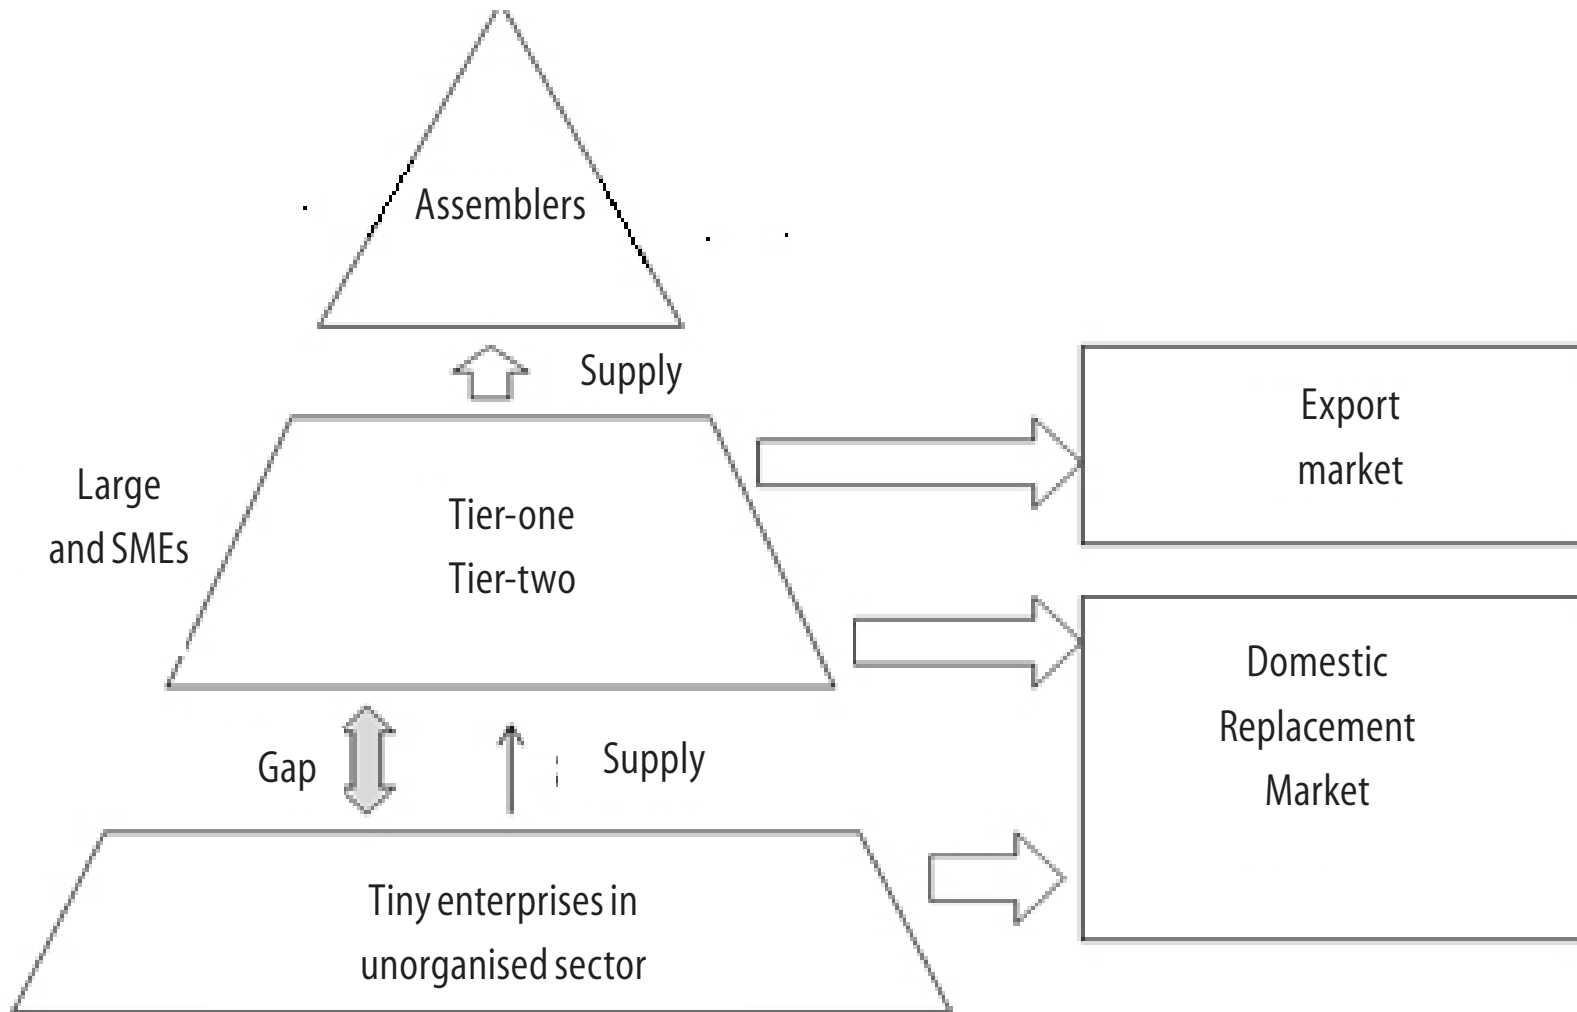 Assemblers
Supply
Export
market
Large
and SMEs
Tier-one
Tier-two
Domestic
Replacement
Market
Gap
Supply
Tiny enterprises in
unorganised sector